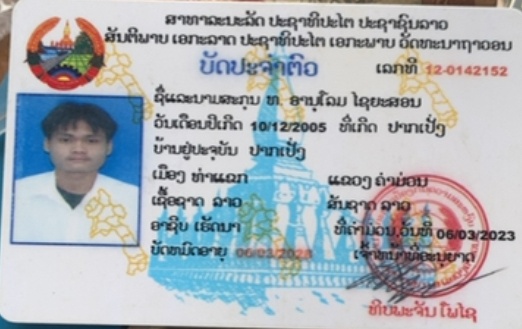 ສາທາລະນະລັດ ປະຊາທິປະໄຕ ປະຊາຊົນລາວ
ສັນຕິພາບ ເອກະລາດ ປະຊາທິປະໄຕ ເອກະພາບ ວັດທະນາຖາວອນ
ບັດປະຈຳຕົວ ເລກທີ 12-0142152
ຊື່ແລະນາມສະກຸນ ທ. ອານຸໂລມ ໄຊຍະສອນ
ວັນເດືອນປີເກີດ 10/12/2005 ທີ່ເກີດ ປາກເປັ່ງ
ບ້ານຢູ່ປະຈຸບັນ ປາກເປັ່ງ
ເມືອງ ທ່າແຂກ ແຂວງ ຄໍາມ່ວນ
ເຊື້ອຊາດ ລາວ ສັນຊາດ ລາວ
ອາຊີບ ເຮັດນາ ທີ່ຄໍາມ່ວນ,ວັນທີ 06/03/2023
ບັດຫມົດອາຍຸ 06/03/2028 ເຈົ້າຫນ້າທີ່ອະນຸຍາດ
ທິບພະຈັນ ໂພໄຊ